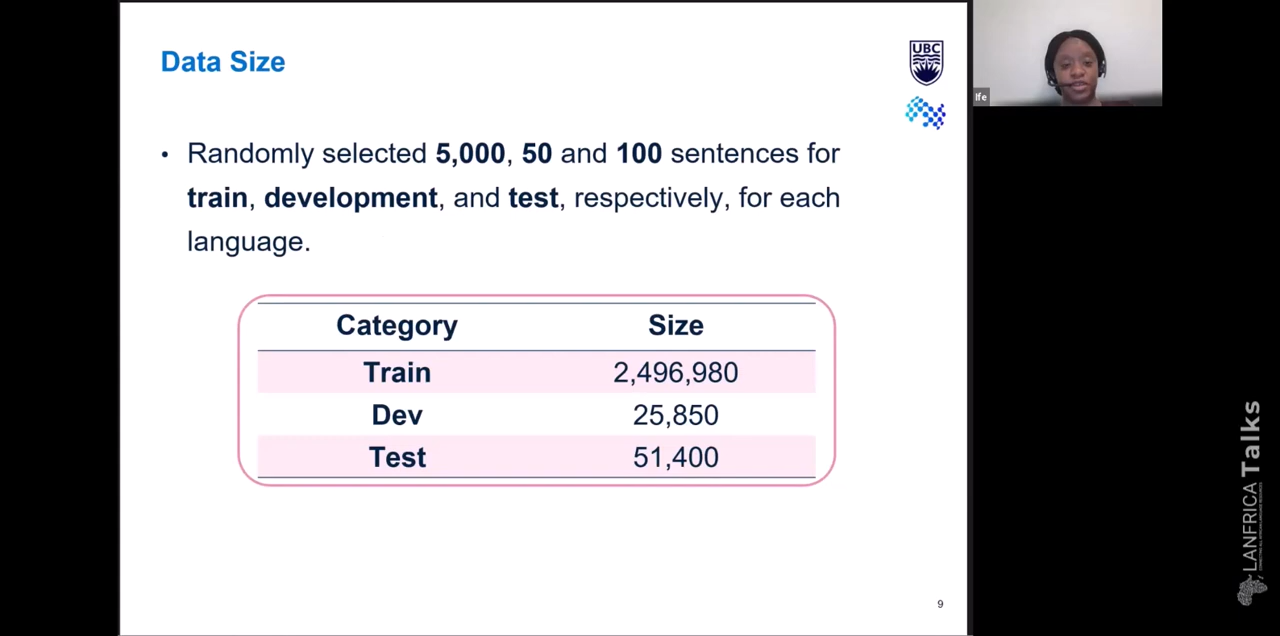 Data Size
UBC
Ife
• Randomly selected 5,000, 50 and 100 sentences for
train, development, and test, respectively, for each
language.
Category Size
Train 2,496,980
Dev 25,850
Test 51,400
9
LANFRICA Talks